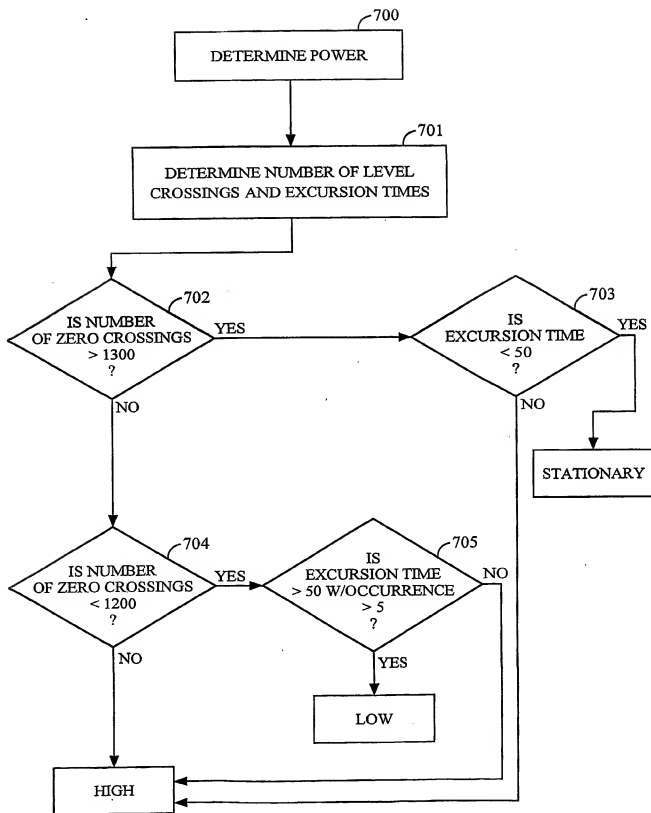 700
DETERMINE POWER
701
DETERMINE NUMBER OF LEVEL
CROSSINGS AND EXCURSION TIMES
702
IS NUMBER
OF ZERO CROSSINGS
> 1300
?
YES
NO
703
IS
EXCURSION TIME
< 50
?
YES
NO
STATIONARY
704
IS NUMBER
OF ZERO CROSSINGS
< 1200
?
YES
NO
705
IS
EXCURSION TIME
> 50 W/OCCURRENCE
> 5
?
NO
YES
LOW
HIGH